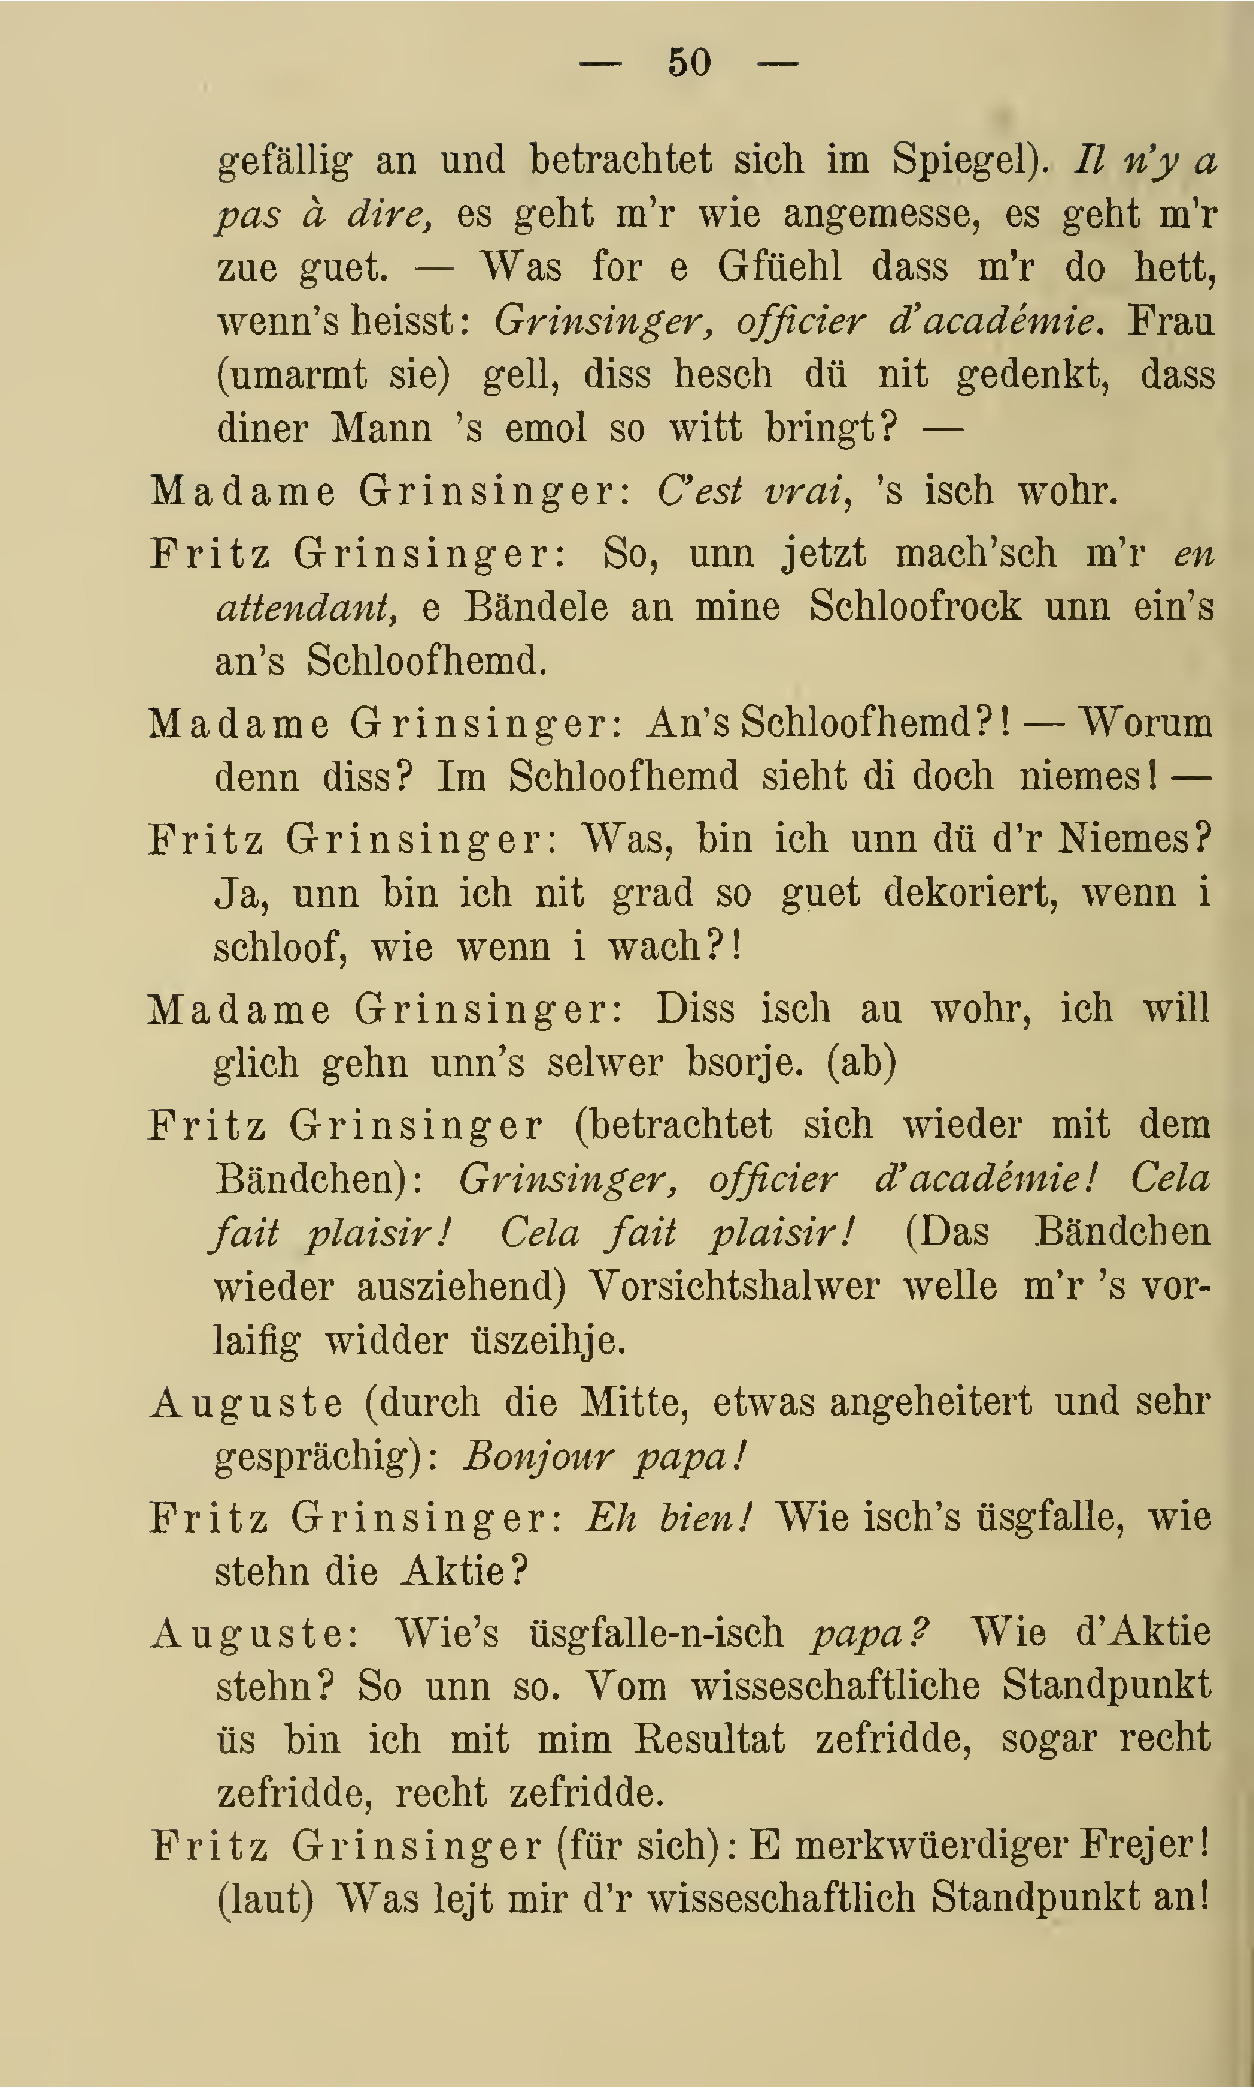 — 50 —
gefällig an und betrachtet sich im Spiegel). Il n'y a
pas à dire, es geht m'r wie angemesse, es geht m'r
zue guet. — Was for e Gfüehl dass m'r do hett,
wenn's heisst: Grinsinger, officier d'académie. Frau
(umarmt sie) gell, diss hesch dü nit gedenkt, dass
diner Mann 's emol so witt bringt? —
Madame Grinsinger: C'est vrai, 's isch wohr.
Fritz Grinsinger: So, unn jetzt mach'sch m'r en
attendant, e Bändele an mine Schloofrock unn ein's
an's Schloofhemd.
Madame Grinsinger: An's Schloofhemd?! — Worum
denn diss? Im Schloofhemd sieht di doch niemes! —
Fritz Grinsinger: Was, bin ich unn dü d'r Niemes?
Ja, unn bin ich nit grad so guet dekoriert, wenn i
schloof, wie wenn i wach?!
Madame Grinsinger: Diss isch au wohr, ich will
glich gehn unn's selwer bsorje. (ab)
Fritz Grinsinger (betrachtet sich wieder mit dem
Bändchen): Grinsinger, officier d'académie! Cela
fait plaisir! Cela fait plaisir! (Das Bändchen
wieder ausziehend) Vorsichtshalwer welle m'r 's vor-
laifig widder üszeihje.
Auguste (durch die Mitte, etwas angeheitert und sehr
gesprächig): Bonjour papa!
Fritz Grinsinger: Eh bien! Wie isch's üsgfalle, wie
stehn die Aktie?
Auguste: Wie's üsgfalle-n-isch papa? Wie d'Aktie
stehn? So unn so. Vom wisseschaftliche Standpunkt
üs bin ich mit mim Resultat zefridde, sogar recht
zefridde, recht zefridde.
Fritz Grinsinger (für sich): E merkwüerdiger Frejer!
(laut) Was lejt mir d'r wisseschaftlich Standpunkt an!